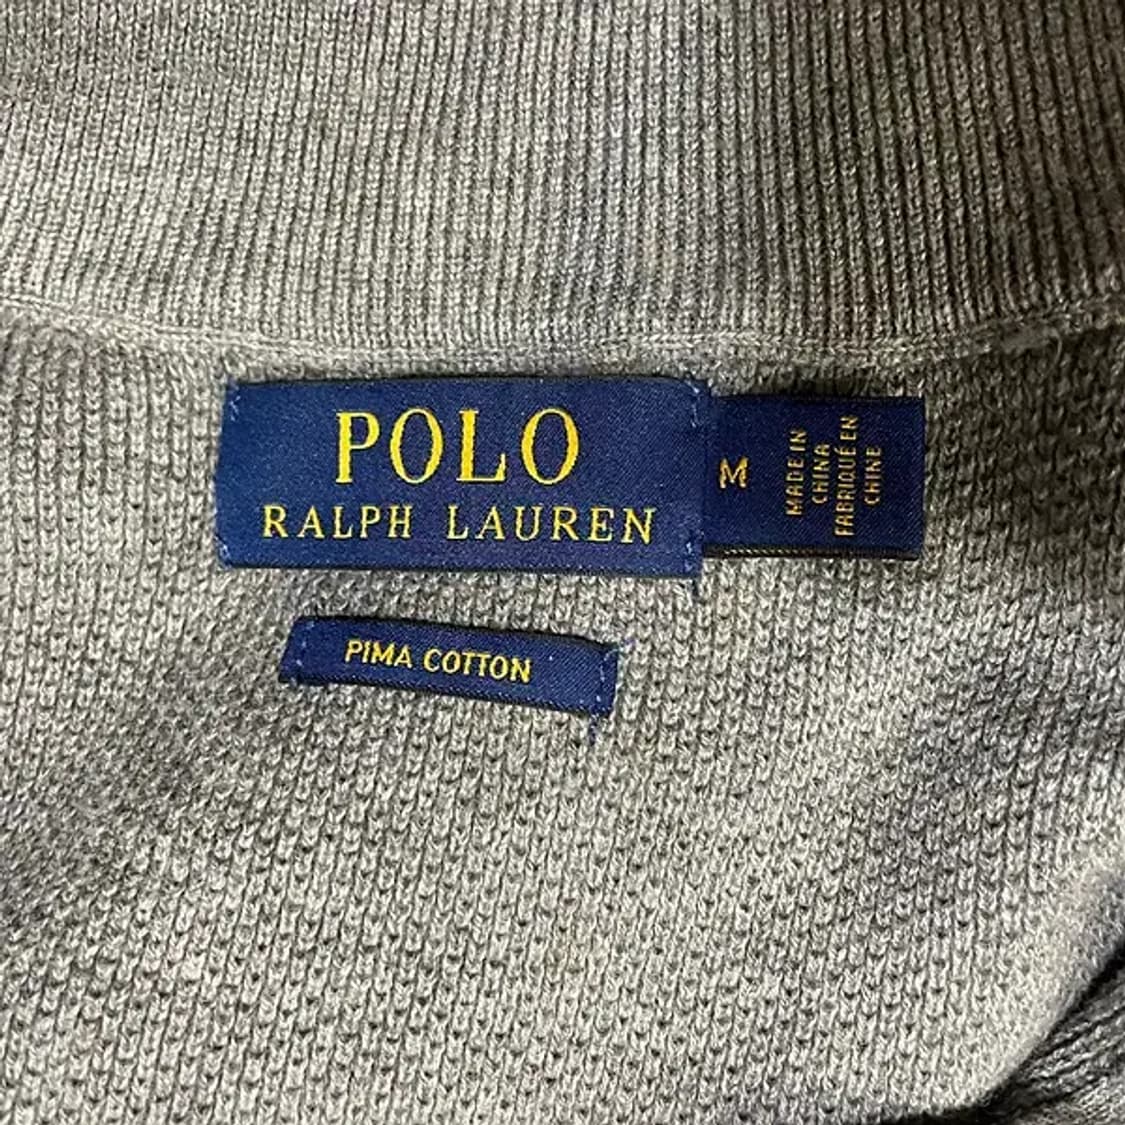 POLO
RALPH LAUREN
M
MADE IN
CHINA
FABRIQUÉ EN
CHINE
PIMA COTTON